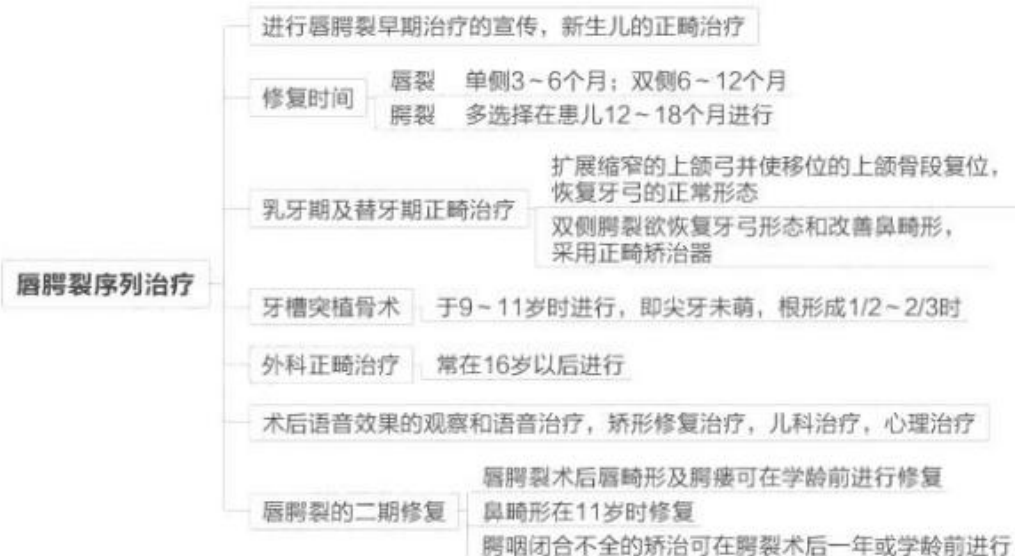 进行唇腭裂早期治疗的宣传，新生儿的正畸治疗
修复时间
唇裂 单侧3～6个月；双侧6～12个月
腭裂 多选择在患儿12～18个月进行
乳牙期及替牙期正畸治疗
扩展缩窄的上颌弓并使移位的上颌骨段复位，
恢复牙弓的正常形态
双侧腭裂欲恢复牙弓形态和改善鼻畸形，
采用正畸矫治器
唇腭裂序列治疗
牙槽突植骨术 于9～11岁时进行，即尖牙未萌，根形成1/2～2/3时
外科正畸治疗 常在16岁以后进行
术后语音效果的观察和语音治疗，矫形修复治疗，儿科治疗，心理治疗
唇腭裂的二期修复
唇腭裂术后唇畸形及腭瘘可在学龄前进行修复
鼻畸形在11岁时修复
腭咽闭合不全的矫治可在腭裂术后一年或学龄前进行